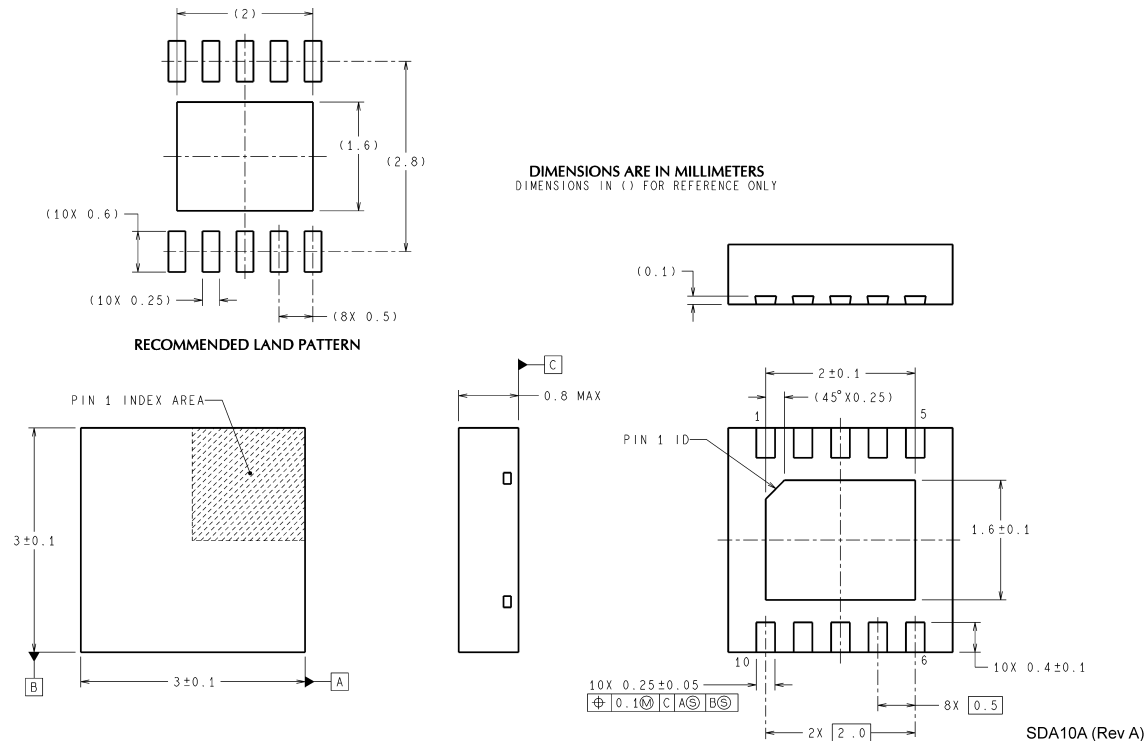 (2)
(1.6)
(2.8)
(10X 0.6)
(10X 0.25)
(8X 0.5)
RECOMMENDED LAND PATTERN
DIMENSIONS ARE IN MILLIMETERS
DIMENSIONS IN () FOR REFERENCE ONLY
(0.1)
PIN 1 INDEX AREA
3±0.1
B
3±0.1
A
C
0.8 MAX
2±0.1
(45°X0.25)
1
5
PIN 1 ID
1.6±0.1
10
6
10X 0.4±0.1
10X 0.25±0.05
⌖ 0.1Ⓜ C AⓈ BⓈ
8X 0.5
2X 2.0
SDA10A (Rev A)